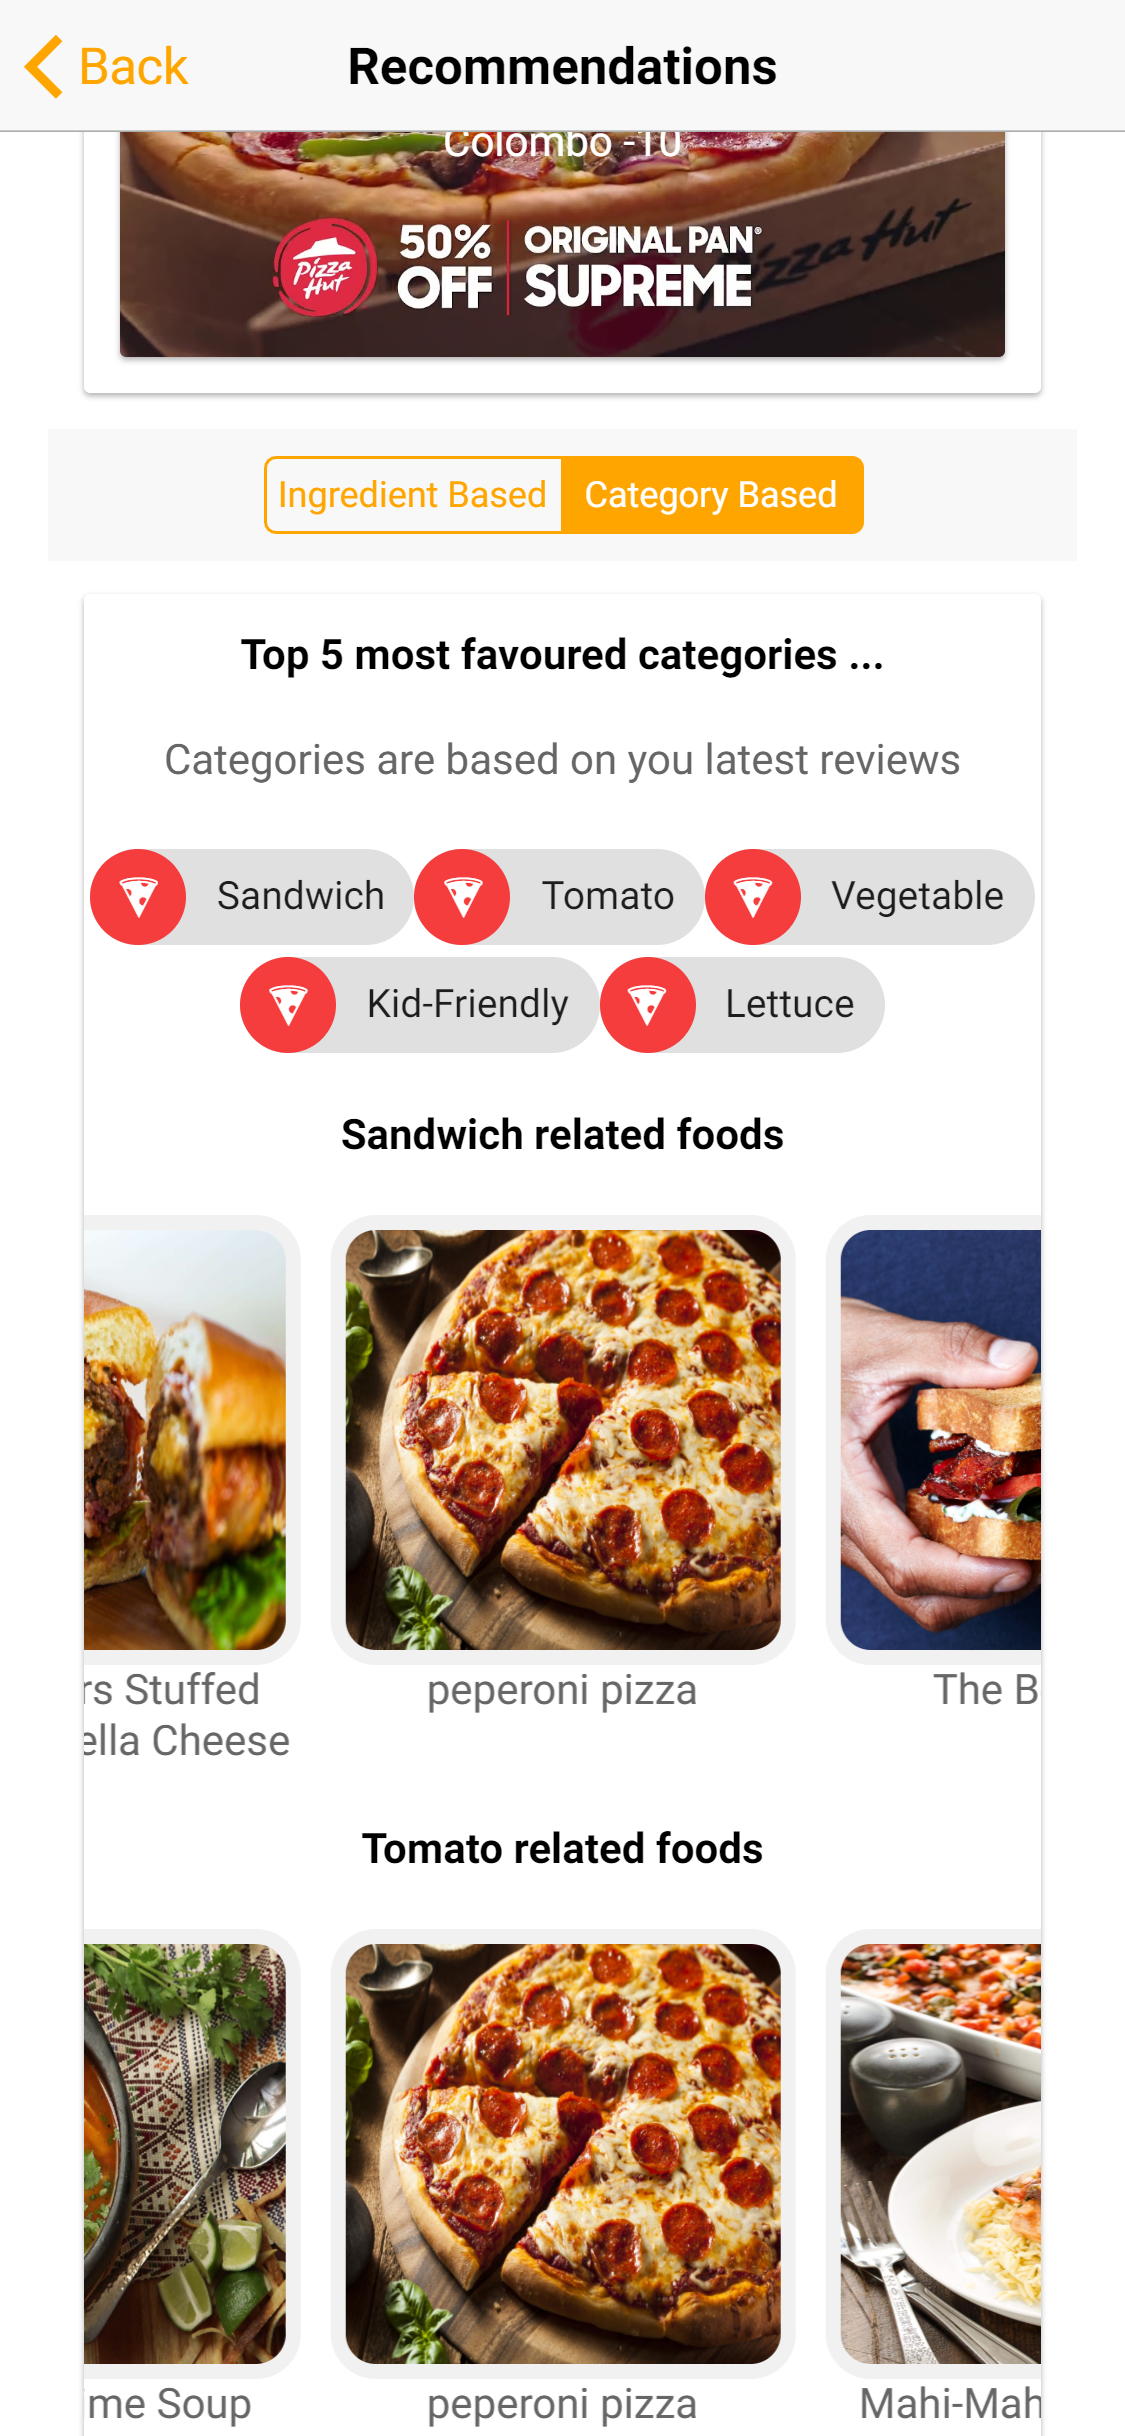 Back
Recommendations
Colombo -10
Pizza Hut
50% OFF
ORIGINAL PAN®
SUPREME
Pizza Hut
Ingredient Based
Category Based
Top 5 most favoured categories ...
Categories are based on you latest reviews
Sandwich
Tomato
Vegetable
Kid-Friendly
Lettuce
Sandwich related foods
rs Stuffed
ella Cheese
peperoni pizza
The B
Tomato related foods
me Soup
peperoni pizza
Mahi-Mah